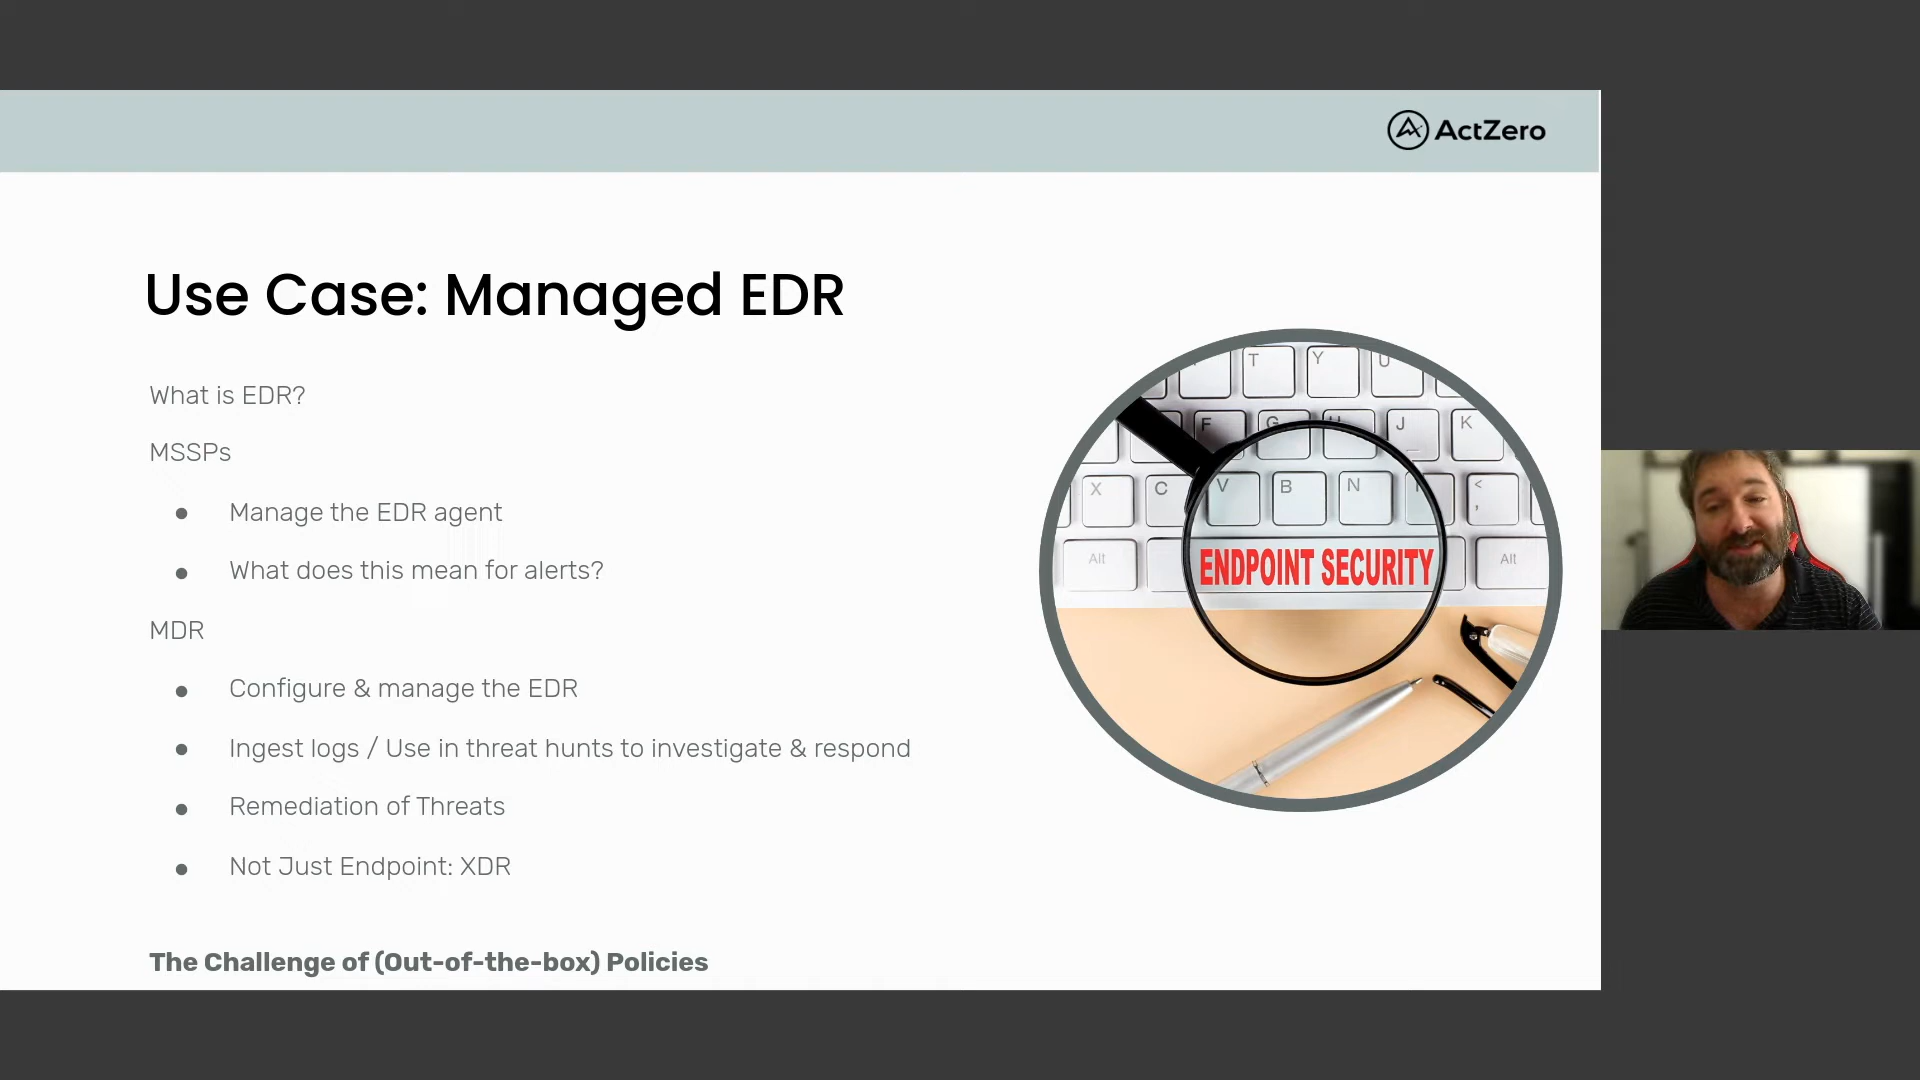 ActZero
Use Case: Managed EDR
What is EDR?
MSSPs
● Manage the EDR agent
● What does this mean for alerts?
MDR
● Configure & manage the EDR
● Ingest logs / Use in threat hunts to investigate & respond
● Remediation of Threats
● Not Just Endpoint: XDR
The Challenge of (Out-of-the-box) Policies
T Y U
F G H J K
X C V B N <
,
Alt ENDPOINT SECURITY Alt